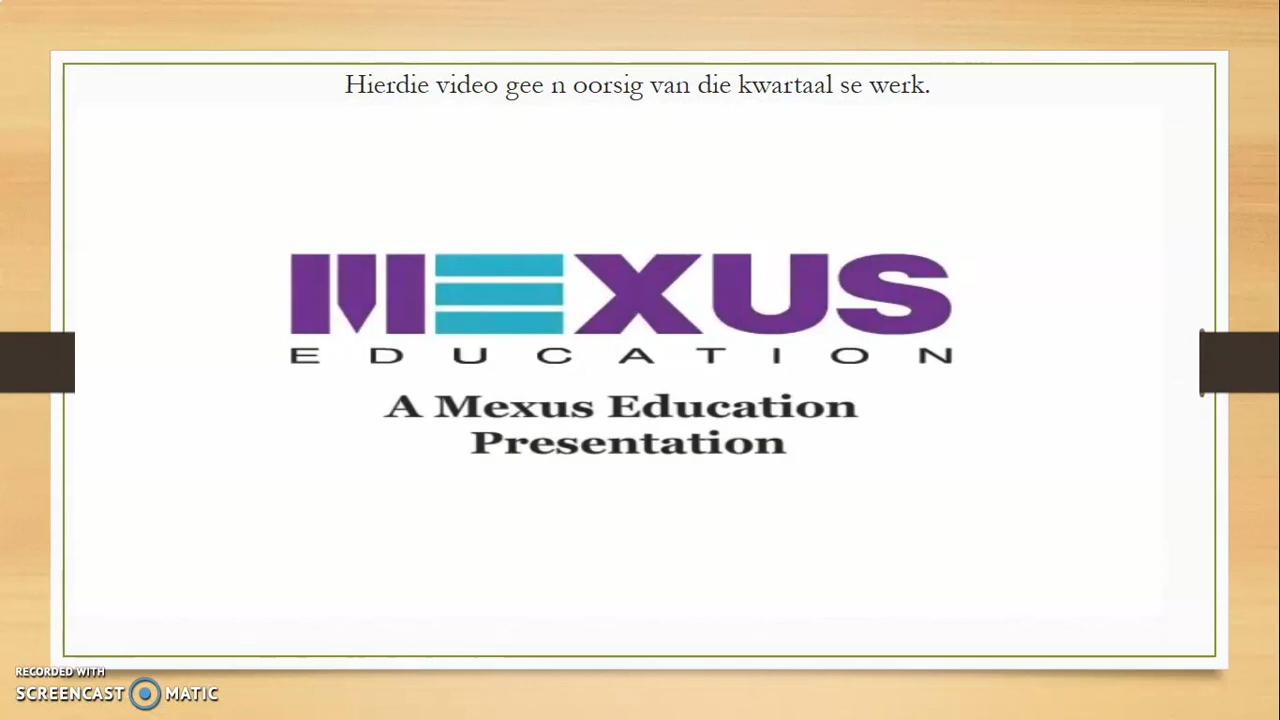 Hierdie video gee n oorsig van die kwartaal se werk.
MEXUS
EDUCATION
A Mexus Education
Presentation
RECORDED WITH
SCREENCAST MATIC